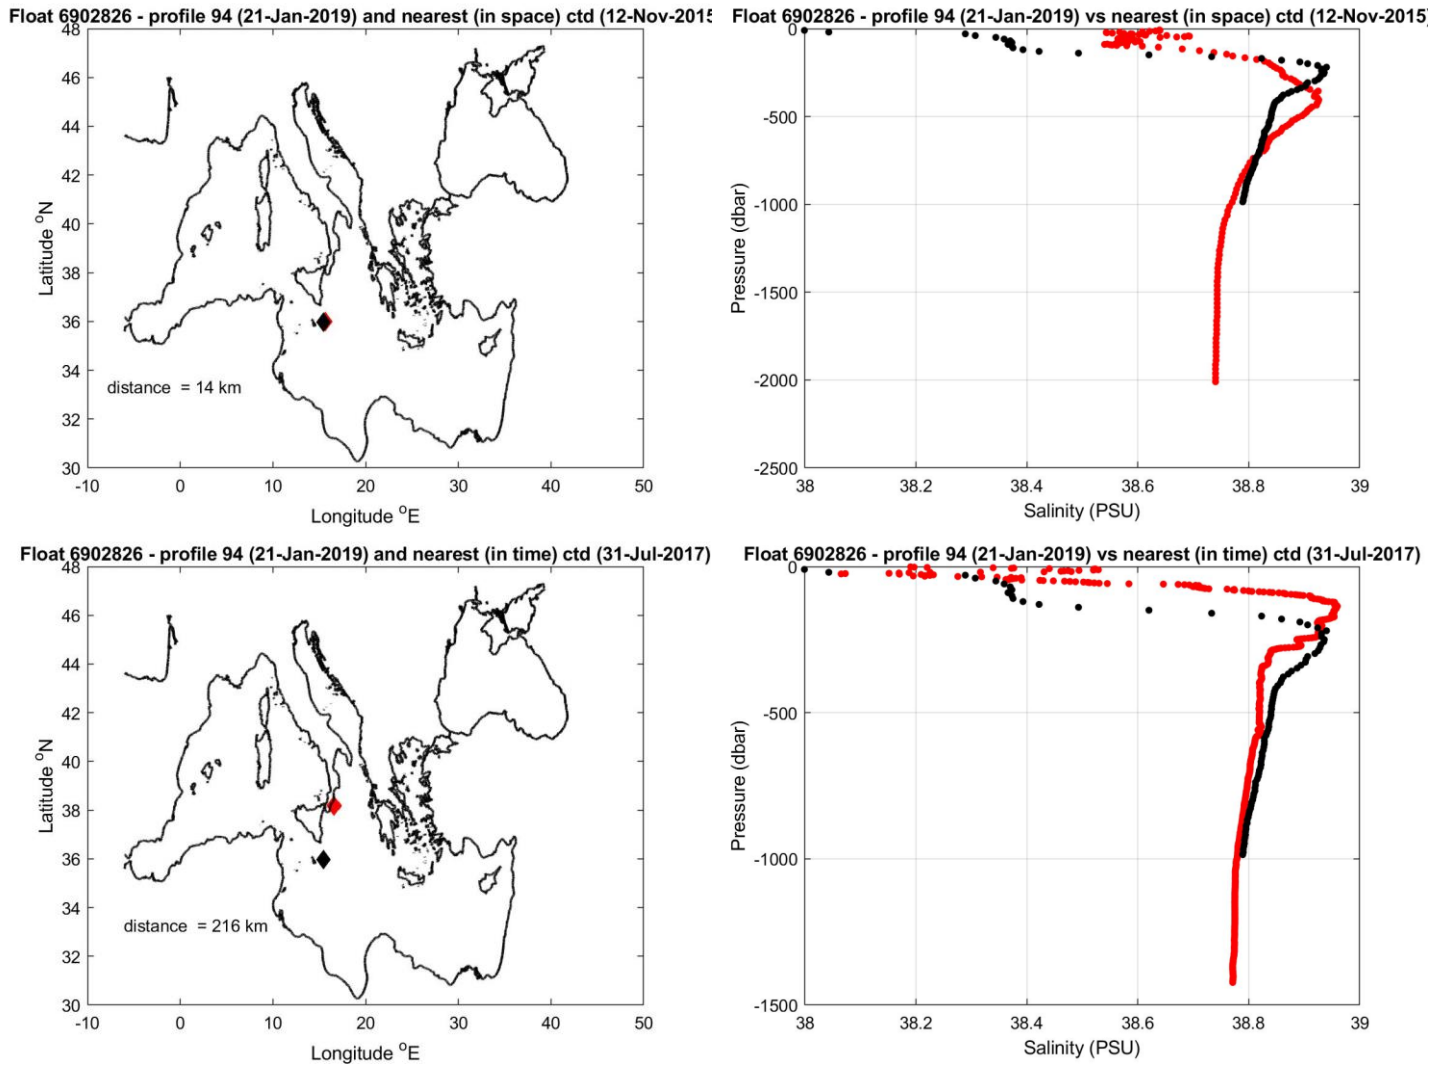 Float 6902826 - profile 94 (21-Jan-2019) and nearest (in space) ctd (12-Nov-2015
48
46
44
42
40
38
36
34
32
30
Latitude °N
distance = 14 km
-10 0 10 20 30 40 50
Longitude °E
Float 6902826 - profile 94 (21-Jan-2019) vs nearest (in space) ctd (12-Nov-2015)
0
-500
-1000
-1500
-2000
-2500
Pressure (dbar)
38 38.2 38.4 38.6 38.8 39
Salinity (PSU)
Float 6902826 - profile 94 (21-Jan-2019) and nearest (in time) ctd (31-Jul-2017)
48
46
44
42
40
38
36
34
32
30
Latitude °N
distance = 216 km
-10 0 10 20 30 40 50
Longitude °E
Float 6902826 - profile 94 (21-Jan-2019) vs nearest (in time) ctd (31-Jul-2017)
0
-500
-1000
-1500
Pressure (dbar)
38 38.2 38.4 38.6 38.8 39
Salinity (PSU)